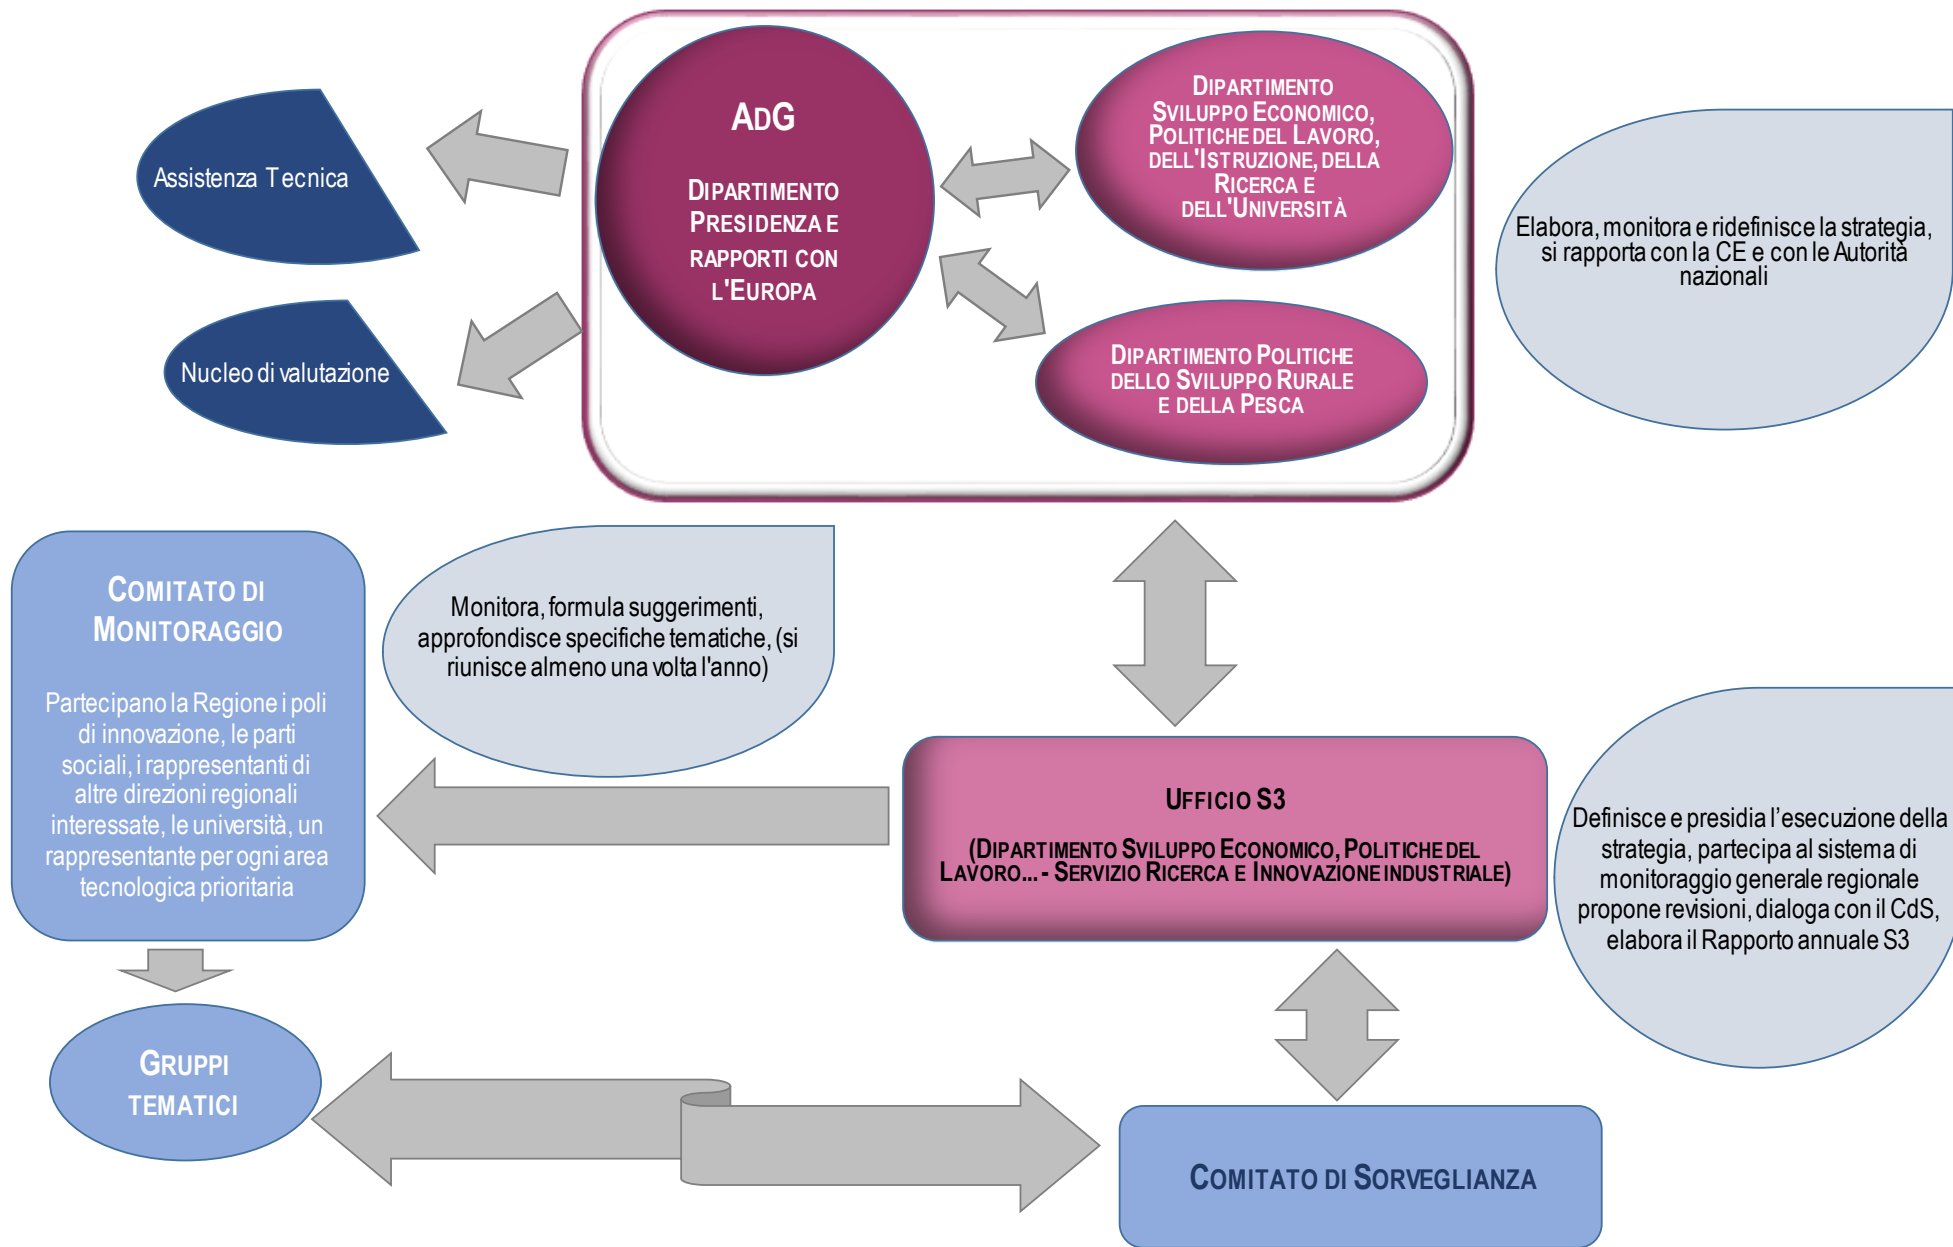 AdG
Dipartimento
Presidenza e
rapporti con
l'Europa
Dipartimento
Sviluppo Economico,
Politiche del Lavoro,
dell'Istruzione, della
Ricerca e
dell'Università
Dipartimento Politiche
dello Sviluppo Rurale
e della Pesca
Assistenza Tecnica
Nucleo di valutazione
Elabora, monitora e ridefinisce la strategia,
si rapporta con la CE e con le Autorità
nazionali
Comitato di
Monitoraggio
Partecipano la Regione i poli
di innovazione, le parti
sociali, i rappresentanti di
altre direzioni regionali
interessate, le università, un
rappresentante per ogni area
tecnologica prioritaria
Monitora, formula suggerimenti,
approfondisce specifiche tematiche, (si
riunisce almeno una volta l'anno)
Ufficio S3
(Dipartimento Sviluppo Economico, Politiche del
Lavoro... - Servizio Ricerca e Innovazione industriale)
Definisce e presidia l’esecuzione della
strategia, partecipa al sistema di
monitoraggio generale regionale
propone revisioni, dialoga con il CdS,
elabora il Rapporto annuale S3
Gruppi
tematici
Comitato di Sorveglianza